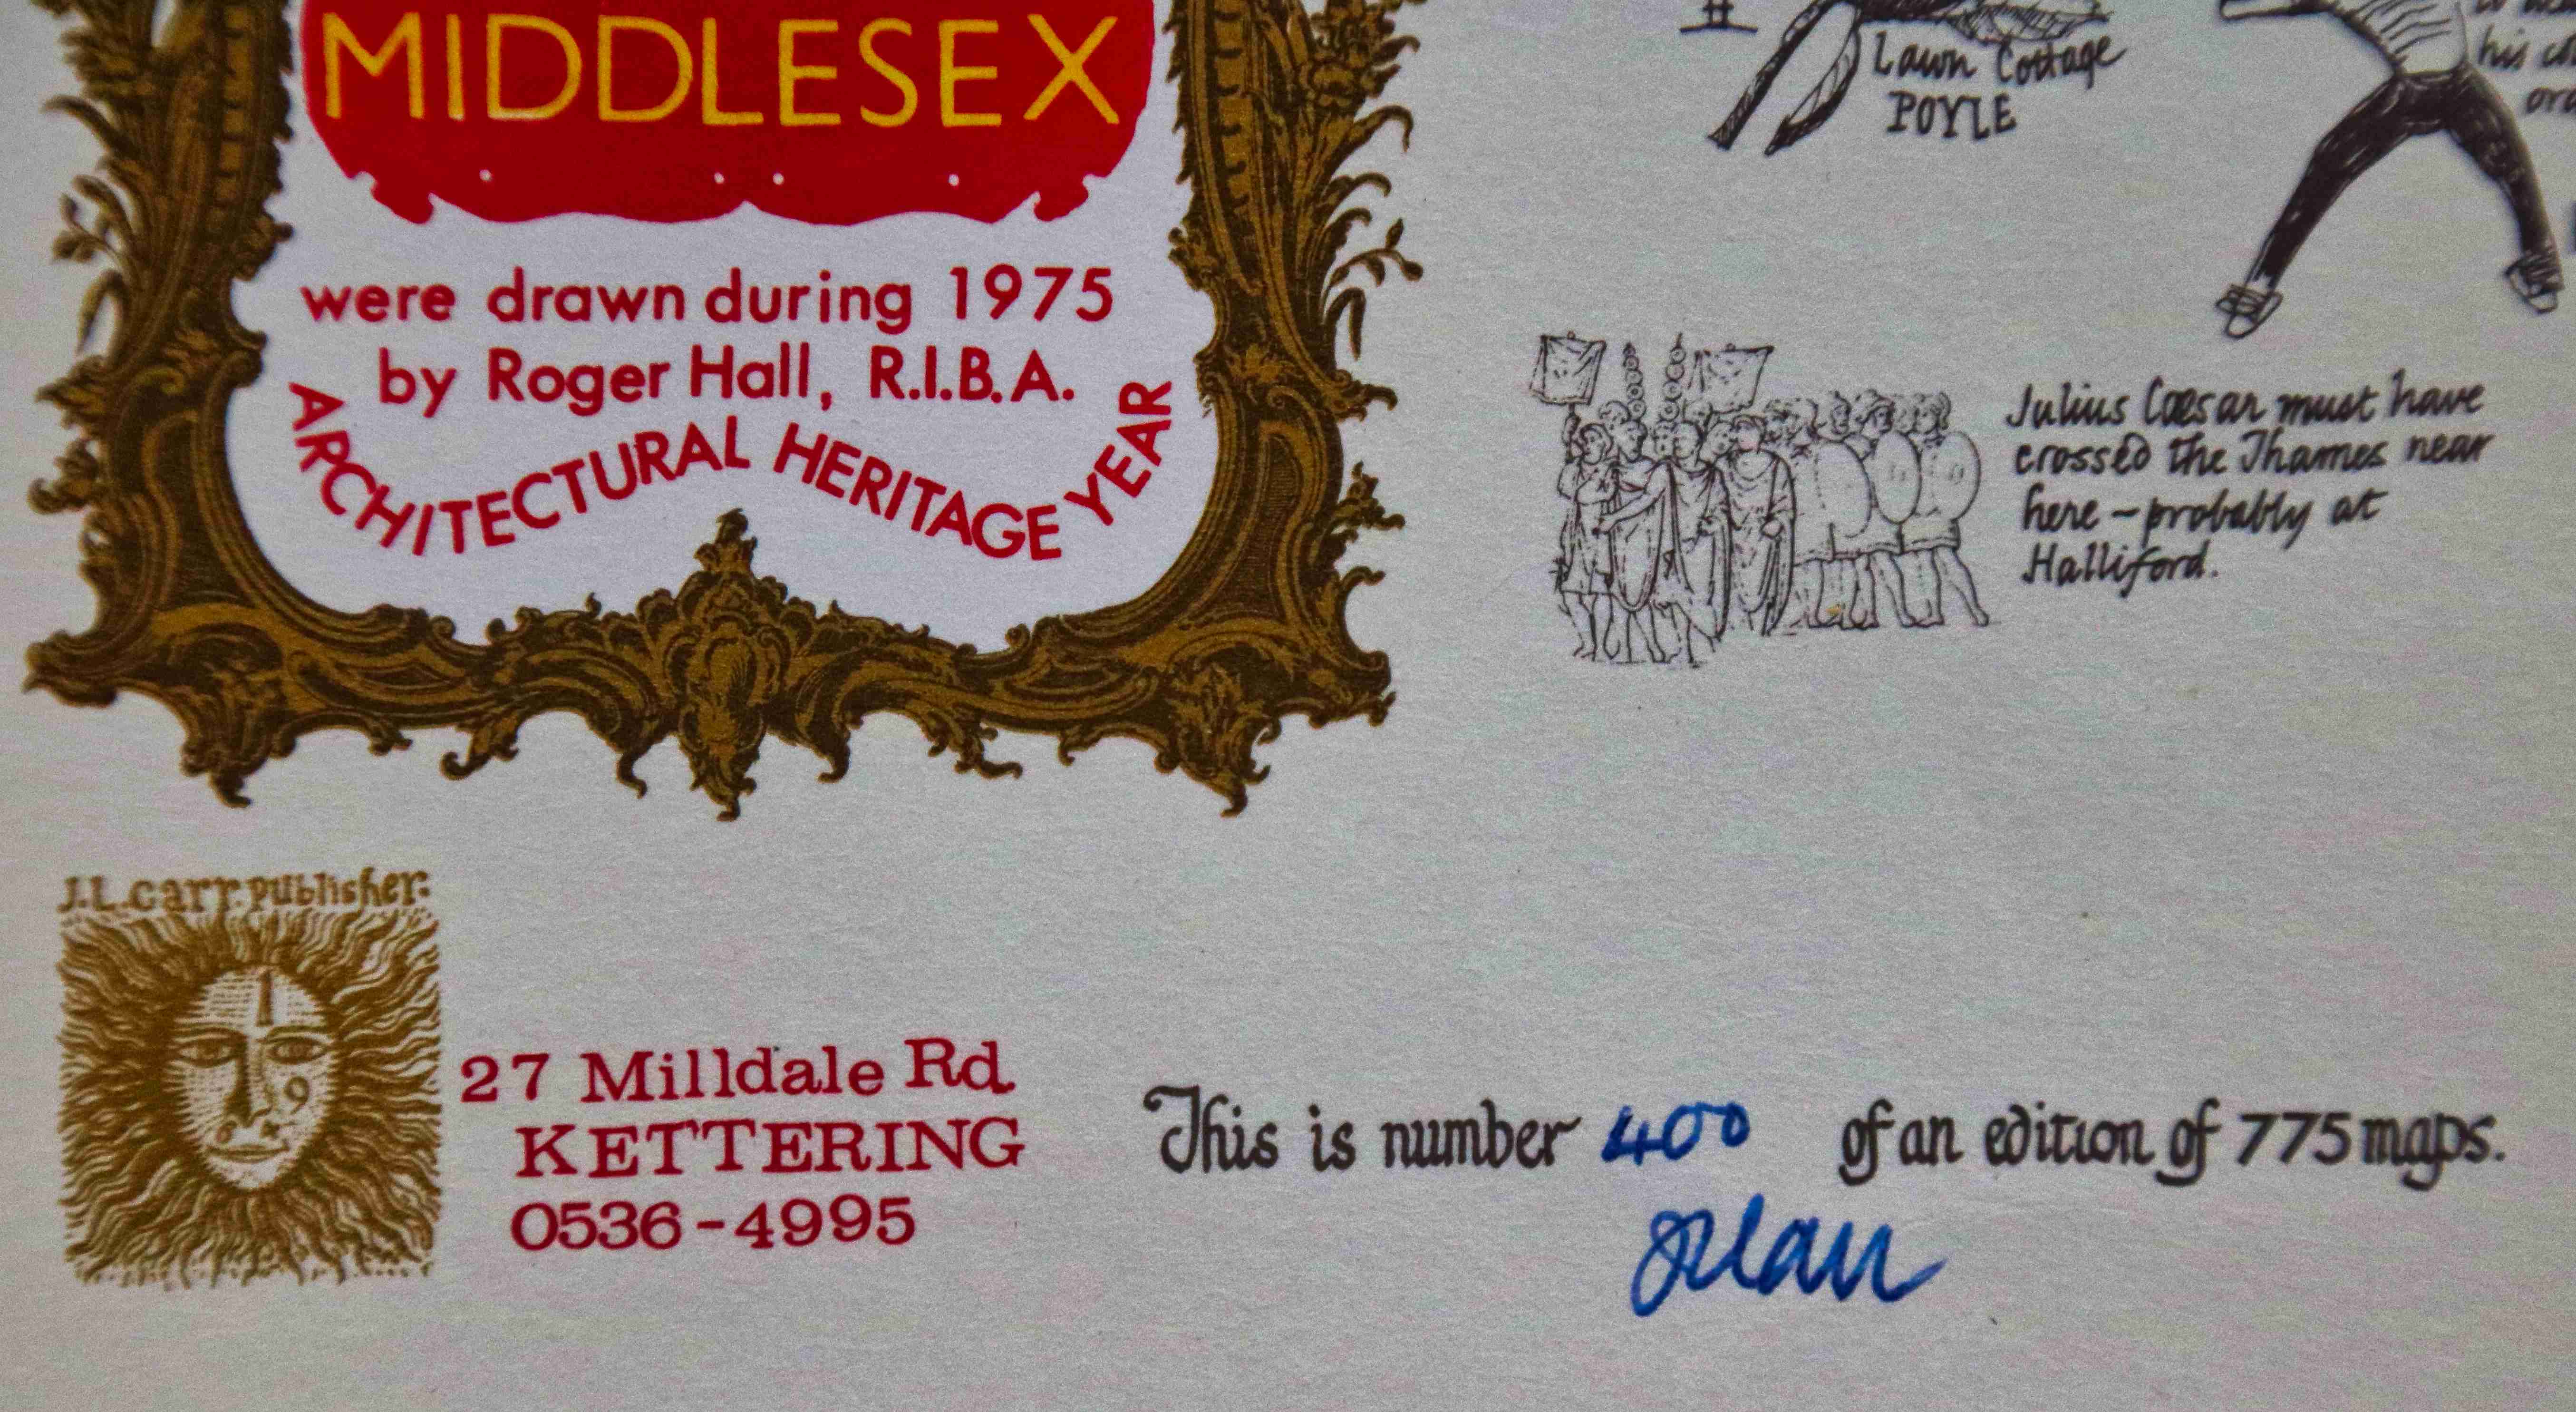 MIDDLESEX
were drawn during 1975
by Roger Hall, R.I.B.A.
ARCHITECTURAL HERITAGE YEAR
Lawn Cottage
POYLE
his
Julius Cæsar must have
crossed the Thames near
here – probably at
Halliford.
J.L. Carr. publisher:
27 Milldale Rd
KETTERING
0536-4995
This is number 400 of an edition of 775 maps.